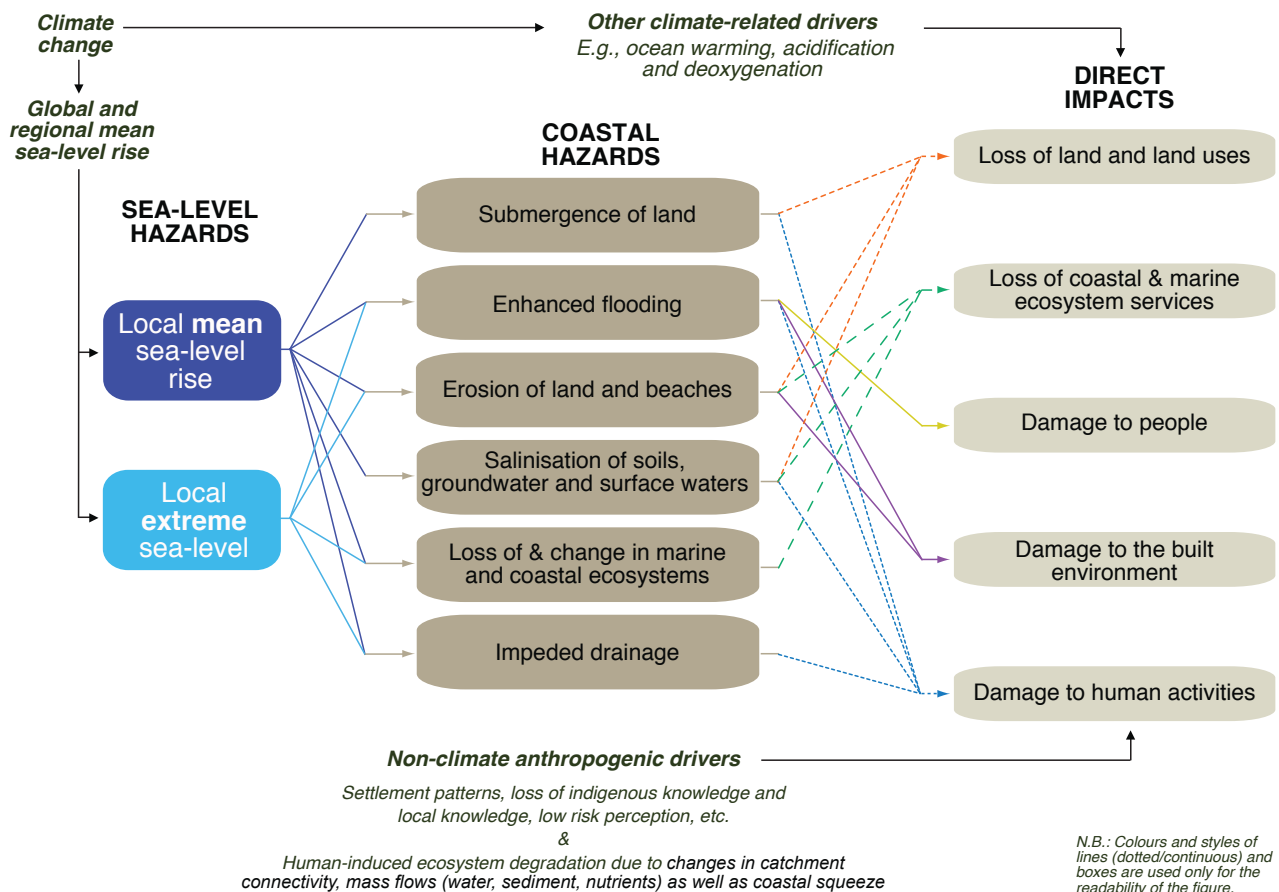 Climate
change
Other climate-related drivers
E.g., ocean warming, acidification
and deoxygenation
Global and
regional mean
sea-level rise
SEA-LEVEL
HAZARDS
Local mean
sea-level
rise
Local
extreme
sea-level
COASTAL
HAZARDS
Submergence of land
Enhanced flooding
Erosion of land and beaches
Salinisation of soils,
groundwater and surface waters
Loss of & change in marine
and coastal ecosystems
Impeded drainage
DIRECT
IMPACTS
Loss of land and land uses
Loss of coastal & marine
ecosystem services
Damage to people
Damage to the built
environment
Damage to human activities
Non-climate anthropogenic drivers
Settlement patterns, loss of indigenous knowledge and
local knowledge, low risk perception, etc.
&
Human-induced ecosystem degradation due to changes in catchment
connectivity, mass flows (water, sediment, nutrients) as well as coastal squeeze
N.B.: Colours and styles of
lines (dotted/continuous) and
boxes are used only for the
readability of the figure.